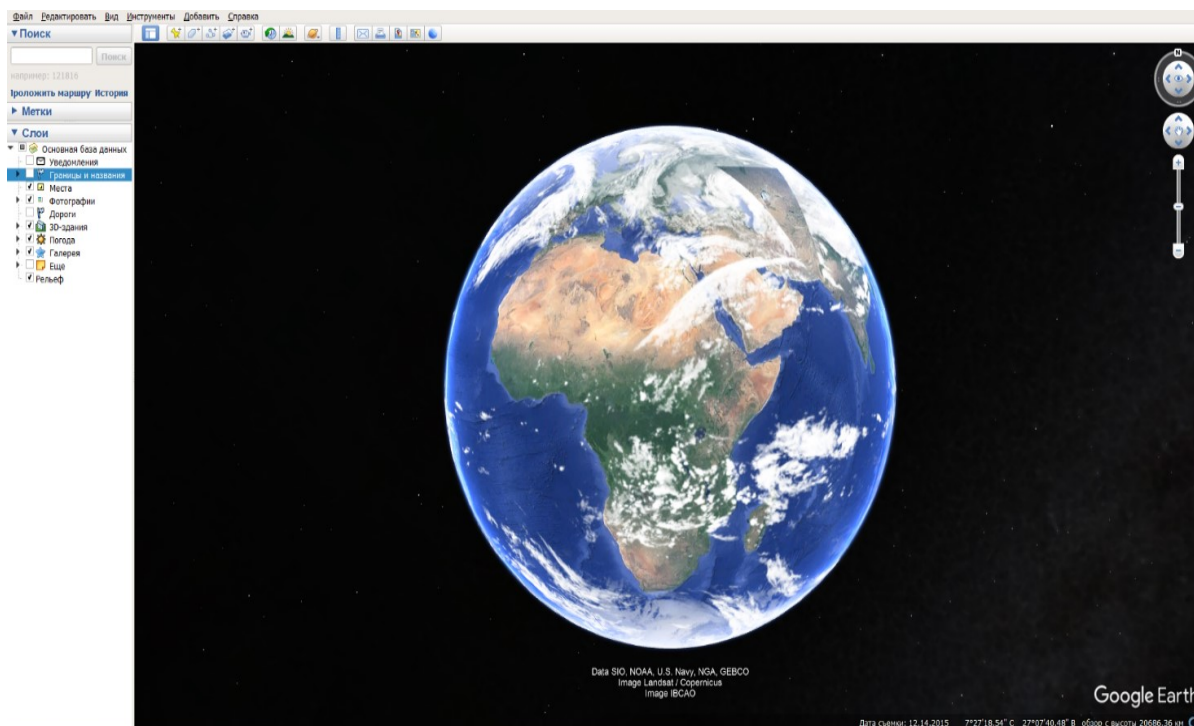 Файл Редактировать Вид Инструменты Добавить Справка
Поиск
Поиск
например: 121816
Проложить маршрут История
Метки
Слои
Основная база данных
Уведомления
Границы и названия
Места
Фотографии
Дороги
3D-здания
Погода
Галерея
Еще
Рельеф
N
Data SIO, NOAA, U.S. Navy, NGA, GEBCO
Image Landsat / Copernicus
Image IBCAO
Google Earth
Дата съемки: 12.14.2015 7°27'18.54" С 27°07'40.48" В обзор с высоты 20686.36 км